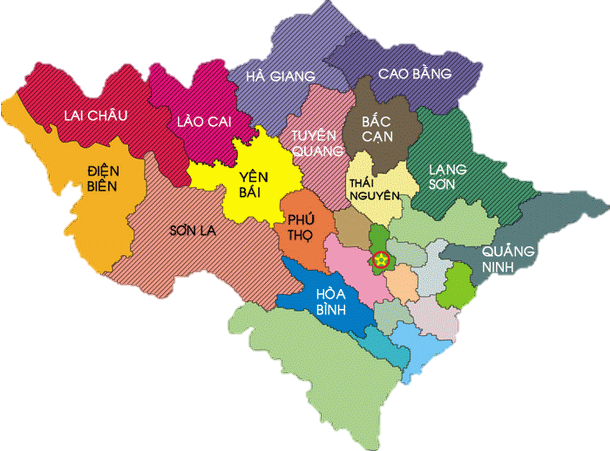 HÀ GIANG
CAO BẰNG
LAI CHÂU
LÀO CAI
BẮC
CẠN
TUYÊN
QUANG
ĐIỆN
BIÊN
YÊN
BÁI
THÁI
NGUYÊN
LẠNG
SƠN
PHÚ
THỌ
SƠN LA
QUẢNG
NINH
HÒA
BÌNH